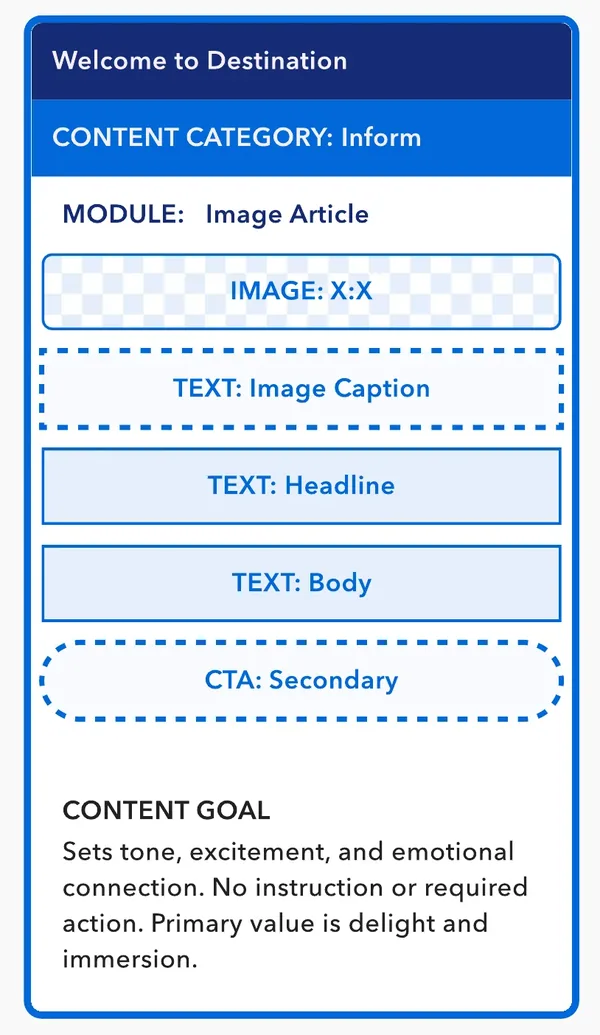 Welcome to Destination
CONTENT CATEGORY: Inform
MODULE: Image Article
IMAGE: X:X
TEXT: Image Caption
TEXT: Headline
TEXT: Body
CTA: Secondary
CONTENT GOAL
Sets tone, excitement, and emotional
connection. No instruction or required
action. Primary value is delight and
immersion.